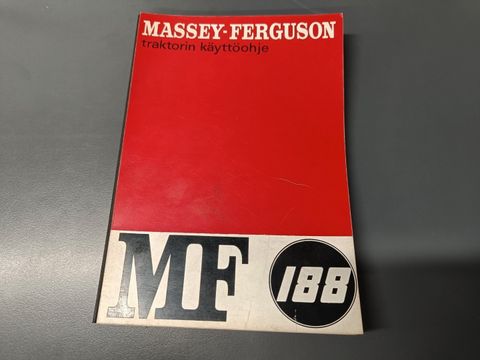 MASSEY-FERGUSON
traktorin käyttöohje
MF 188